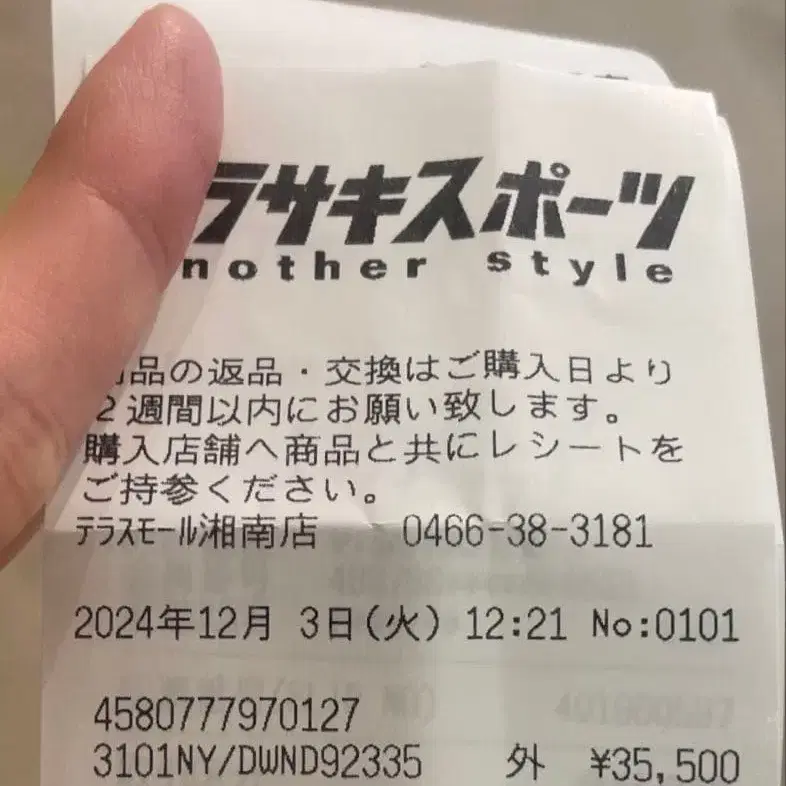 ラサキスポーツ
nother style
品の返品・交換はご購入日より
2週間以内にお願い致します。
購入店舗へ商品と共にレシートを
ご持参ください。
ﾃﾗｽﾓｰﾙ湘南店 0466-38-3181
2024年12月 3日(火) 12:21 No:0101
4580777970127
3101NY/DWND92335 外 ¥35,500